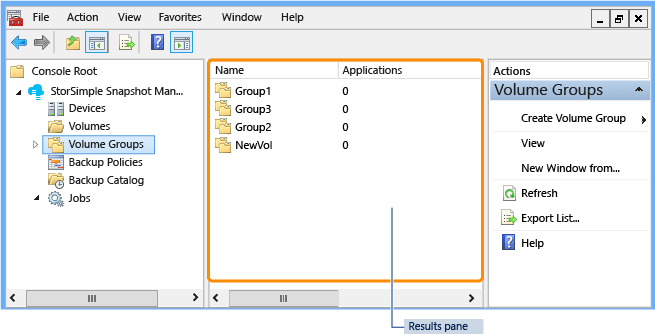 File Action View Favorites Window Help
Console Root
StorSimple Snapshot Man...
Devices
Volumes
Volume Groups
Backup Policies
Backup Catalog
Jobs
Name Applications
Group1 0
Group3 0
Group2 0
NewVol 0
Actions
Volume Groups
Create Volume Group
View
New Window from...
Refresh
Export List...
Help
Results pane